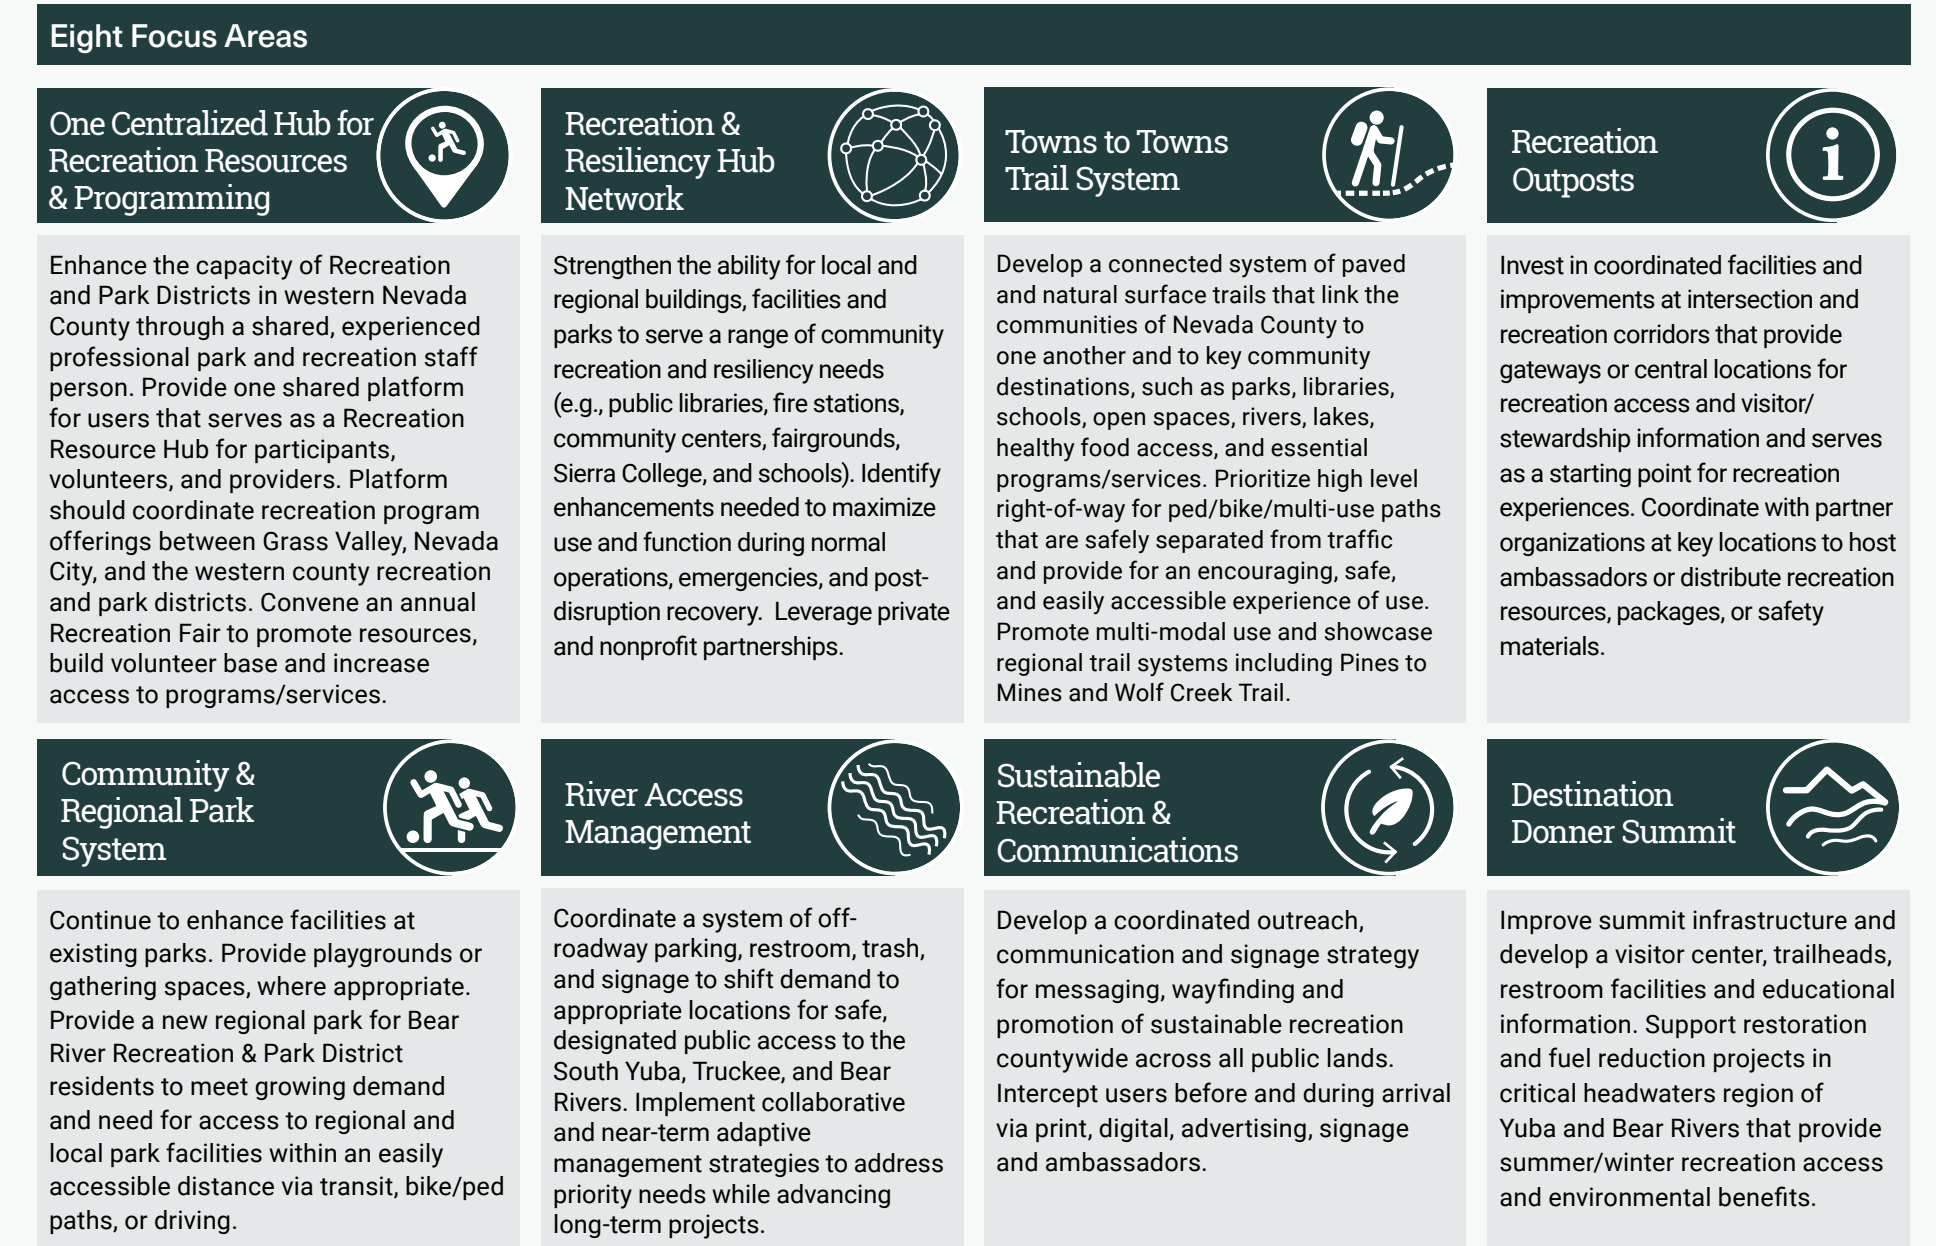 Eight Focus Areas
One Centralized Hub for
Recreation Resources
& Programming
Enhance the capacity of Recreation
and Park Districts in western Nevada
County through a shared, experienced
professional park and recreation staff
person. Provide one shared platform
for users that serves as a Recreation
Resource Hub for participants,
volunteers, and providers. Platform
should coordinate recreation program
offerings between Grass Valley, Nevada
City, and the western county recreation
and park districts. Convene an annual
Recreation Fair to promote resources,
build volunteer base and increase
access to programs/services.
Recreation &
Resiliency Hub
Network
Strengthen the ability for local and
regional buildings, facilities and
parks to serve a range of community
recreation and resiliency needs
(e.g., public libraries, fire stations,
community centers, fairgrounds,
Sierra College, and schools). Identify
enhancements needed to maximize
use and function during normal
operations, emergencies, and post-
disruption recovery.  Leverage private
and nonprofit partnerships.
Towns to Towns
Trail System
Develop a connected system of paved
and natural surface trails that link the
communities of Nevada County to
one another and to key community
destinations, such as parks, libraries,
schools, open spaces, rivers, lakes,
healthy food access, and essential
programs/services. Prioritize high level
right-of-way for ped/bike/multi-use paths
that are safely separated from traffic
and provide for an encouraging, safe,
and easily accessible experience of use.
Promote multi-modal use and showcase
regional trail systems including Pines to
Mines and Wolf Creek Trail.
Recreation
Outposts
i
Invest in coordinated facilities and
improvements at intersection and
recreation corridors that provide
gateways or central locations for
recreation access and visitor/
stewardship information and serves
as a starting point for recreation
experiences. Coordinate with partner
organizations at key locations to host
ambassadors or distribute recreation
resources, packages, or safety
materials.
Community &
Regional Park
System
Continue to enhance facilities at
existing parks. Provide playgrounds or
gathering spaces, where appropriate.
Provide a new regional park for Bear
River Recreation & Park District
residents to meet growing demand
and need for access to regional and
local park facilities within an easily
accessible distance via transit, bike/ped
paths, or driving.
River Access
Management
Coordinate a system of off-
roadway parking, restroom, trash,
and signage to shift demand to
appropriate locations for safe,
designated public access to the
South Yuba, Truckee, and Bear
Rivers. Implement collaborative
and near-term adaptive
management strategies to address
priority needs while advancing
long-term projects.
Sustainable
Recreation &
Communications
Develop a coordinated outreach,
communication and signage strategy
for messaging, wayfinding and
promotion of sustainable recreation
countywide across all public lands.
Intercept users before and during arrival
via print, digital, advertising, signage
and ambassadors.
Destination
Donner Summit
Improve summit infrastructure and
develop a visitor center, trailheads,
restroom facilities and educational
information. Support restoration
and fuel reduction projects in
critical headwaters region of
Yuba and Bear Rivers that provide
summer/winter recreation access
and environmental benefits.